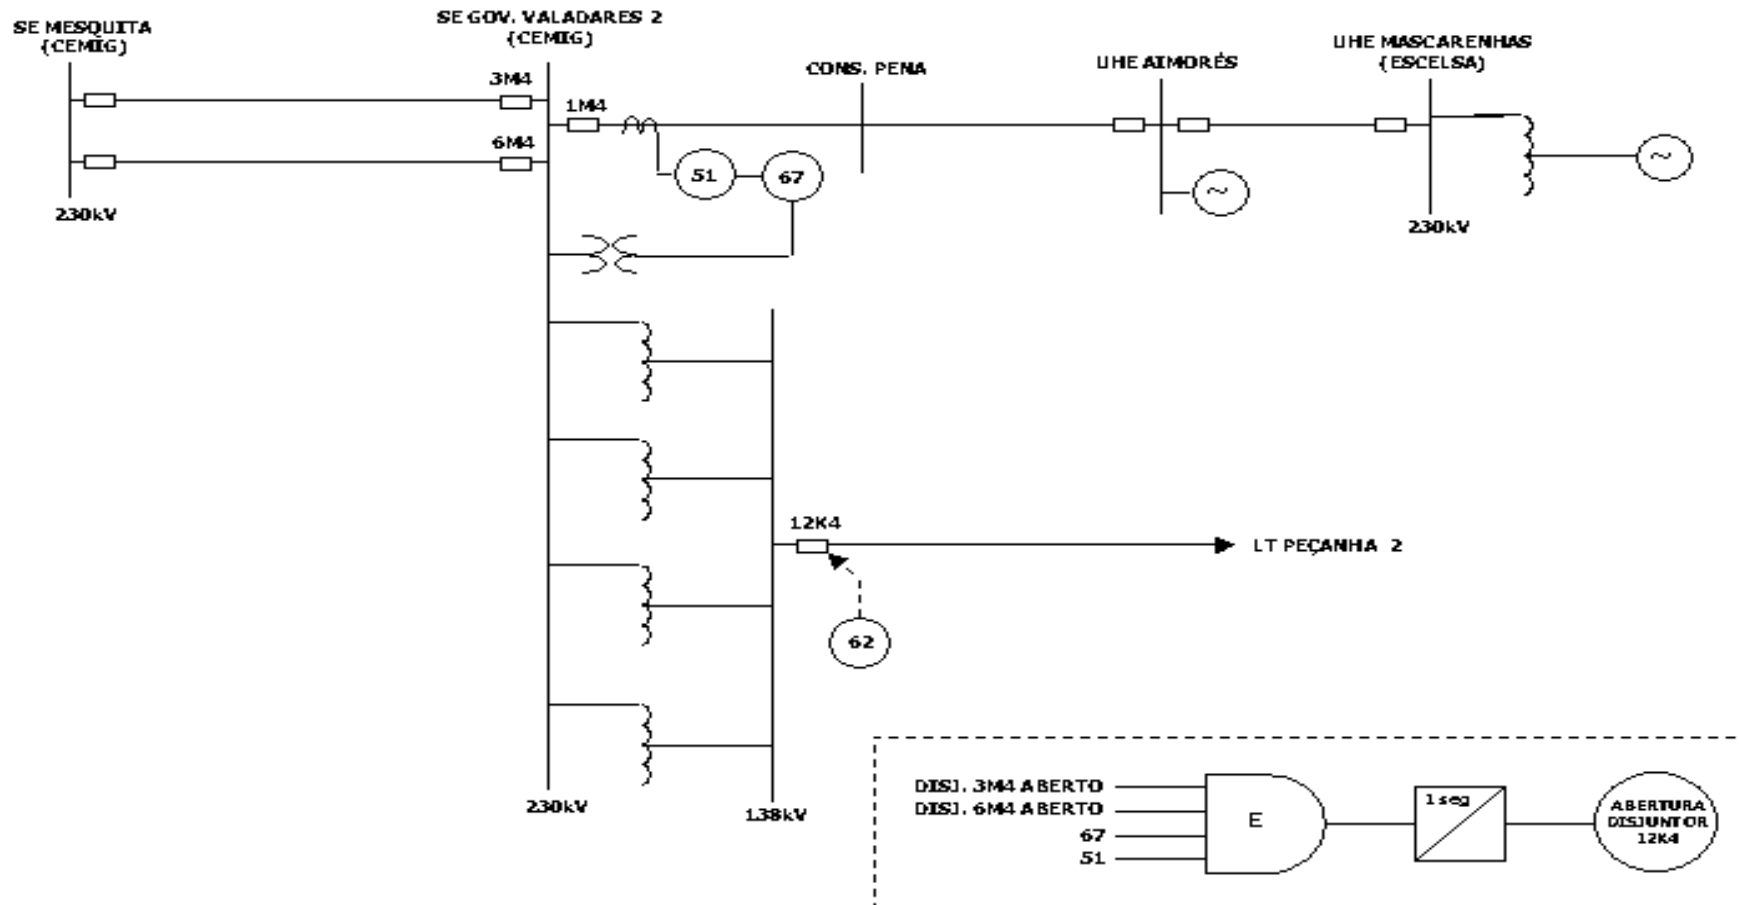 SE MESQUITA
(CEMIG)
SE GOV. VALADARES 2
(CEMIG)
CONS. PENA
UHE AIMORÉS
UHE MASCARENHAS
(ESCELSA)
3M4
1M4
6M4
51
67
~
~
230kV
230kV
12K4
LT PEÇANHA 2
62
230kV
138kV
DISJ. 3M4 ABERTO
DISJ. 6M4 ABERTO
67
51
E
1 seg
ABERTURA
DISJUNTOR
12K4